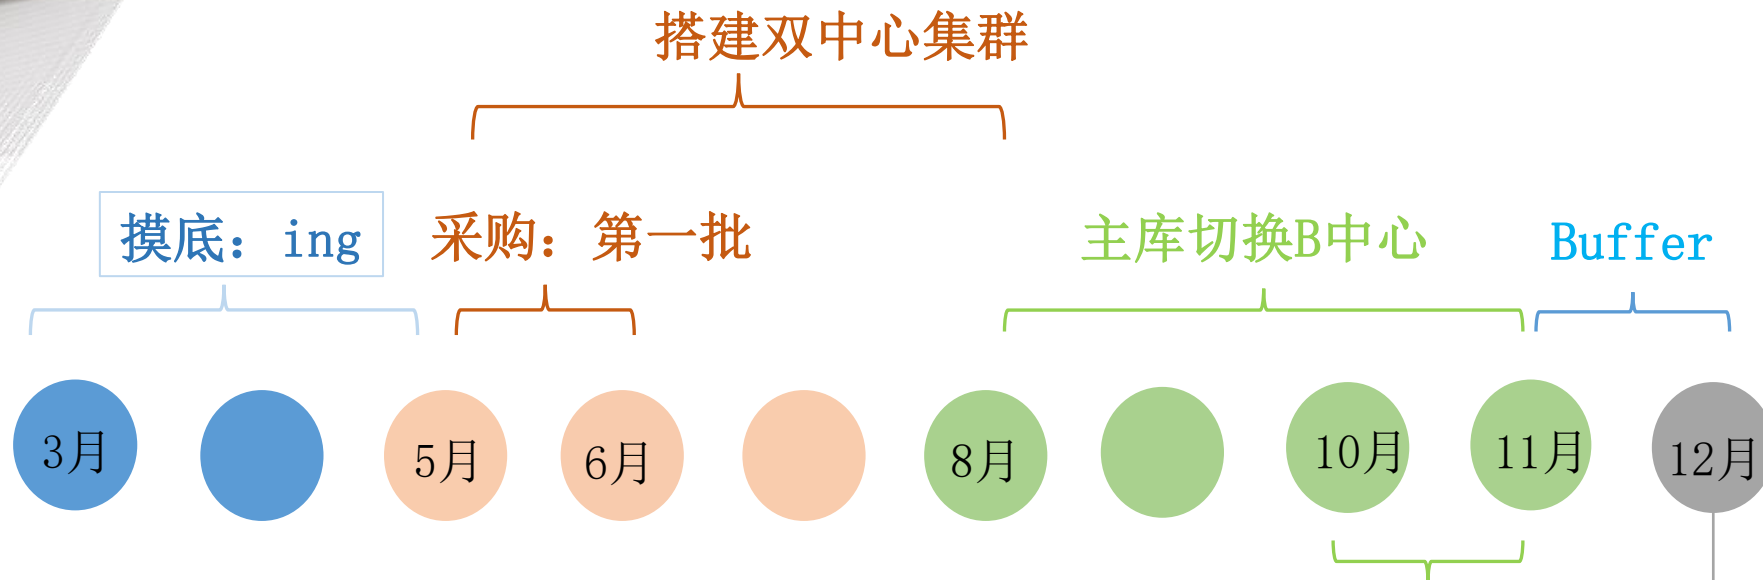 搭建双中心集群
摸底：ing
采购：第一批
主库切换B中心
Buffer
3月
5月
6月
8月
10月
11月
12月